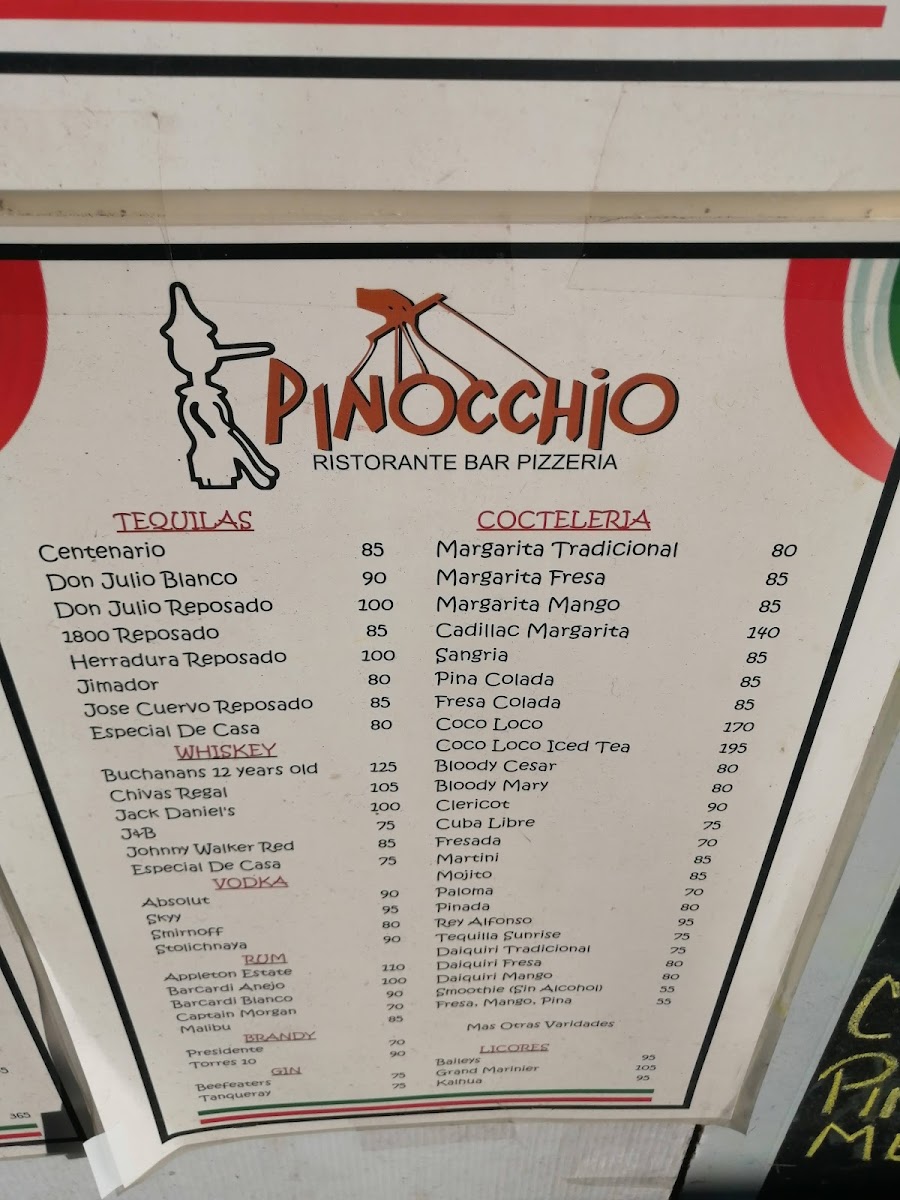 PINOCCHIO
RISTORANTE BAR PIZZERIA
TEQUILAS
Centenario 85
Don Julio Blanco 90
Don Julio Reposado 100
1800 Reposado 85
Herradura Reposado 100
Jimador 80
Jose Cuervo Reposado 85
Especial De Casa 80
WHISKEY
Buchanans 12 years old 125
Chivas Regal 105
Jack Daniel's 100
J&B 75
Johnny Walker Red 85
Especial De Casa 75
VODKA
Absolut 90
Skyy 95
Smirnoff 80
Stolichnaya 90
RUM
Appleton Estate 110
Barcardi Anejo 100
Barcardi Blanco 90
Captain Morgan 70
Malibu 85
BRANDY
Presidente 70
Torres 10 90
GIN
Beefeaters 75
Tanqueray 75
COCTELERIA
Margarita Tradicional 80
Margarita Fresa 85
Margarita Mango 85
Cadillac Margarita 140
Sangria 85
Pina Colada 85
Fresa Colada 85
Coco Loco 170
Coco Loco Iced Tea 195
Bloody Cesar 80
Bloody Mary 80
Clericot 90
Cuba Libre 75
Fresada 70
Martini 85
Mojito 85
Paloma 70
Pinada 80
Rey Alfonso 95
Tequilla Sunrise 75
Daiquiri Tradicional 75
Daiquiri Fresa 80
Daiquiri Mango 80
Smoothie (Sin Alcohol) 55
Fresa, Mango, Pina 55
Mas Otras Varidades
LICORES
Baileys 95
Grand Marinier 105
Kalhua 95
365